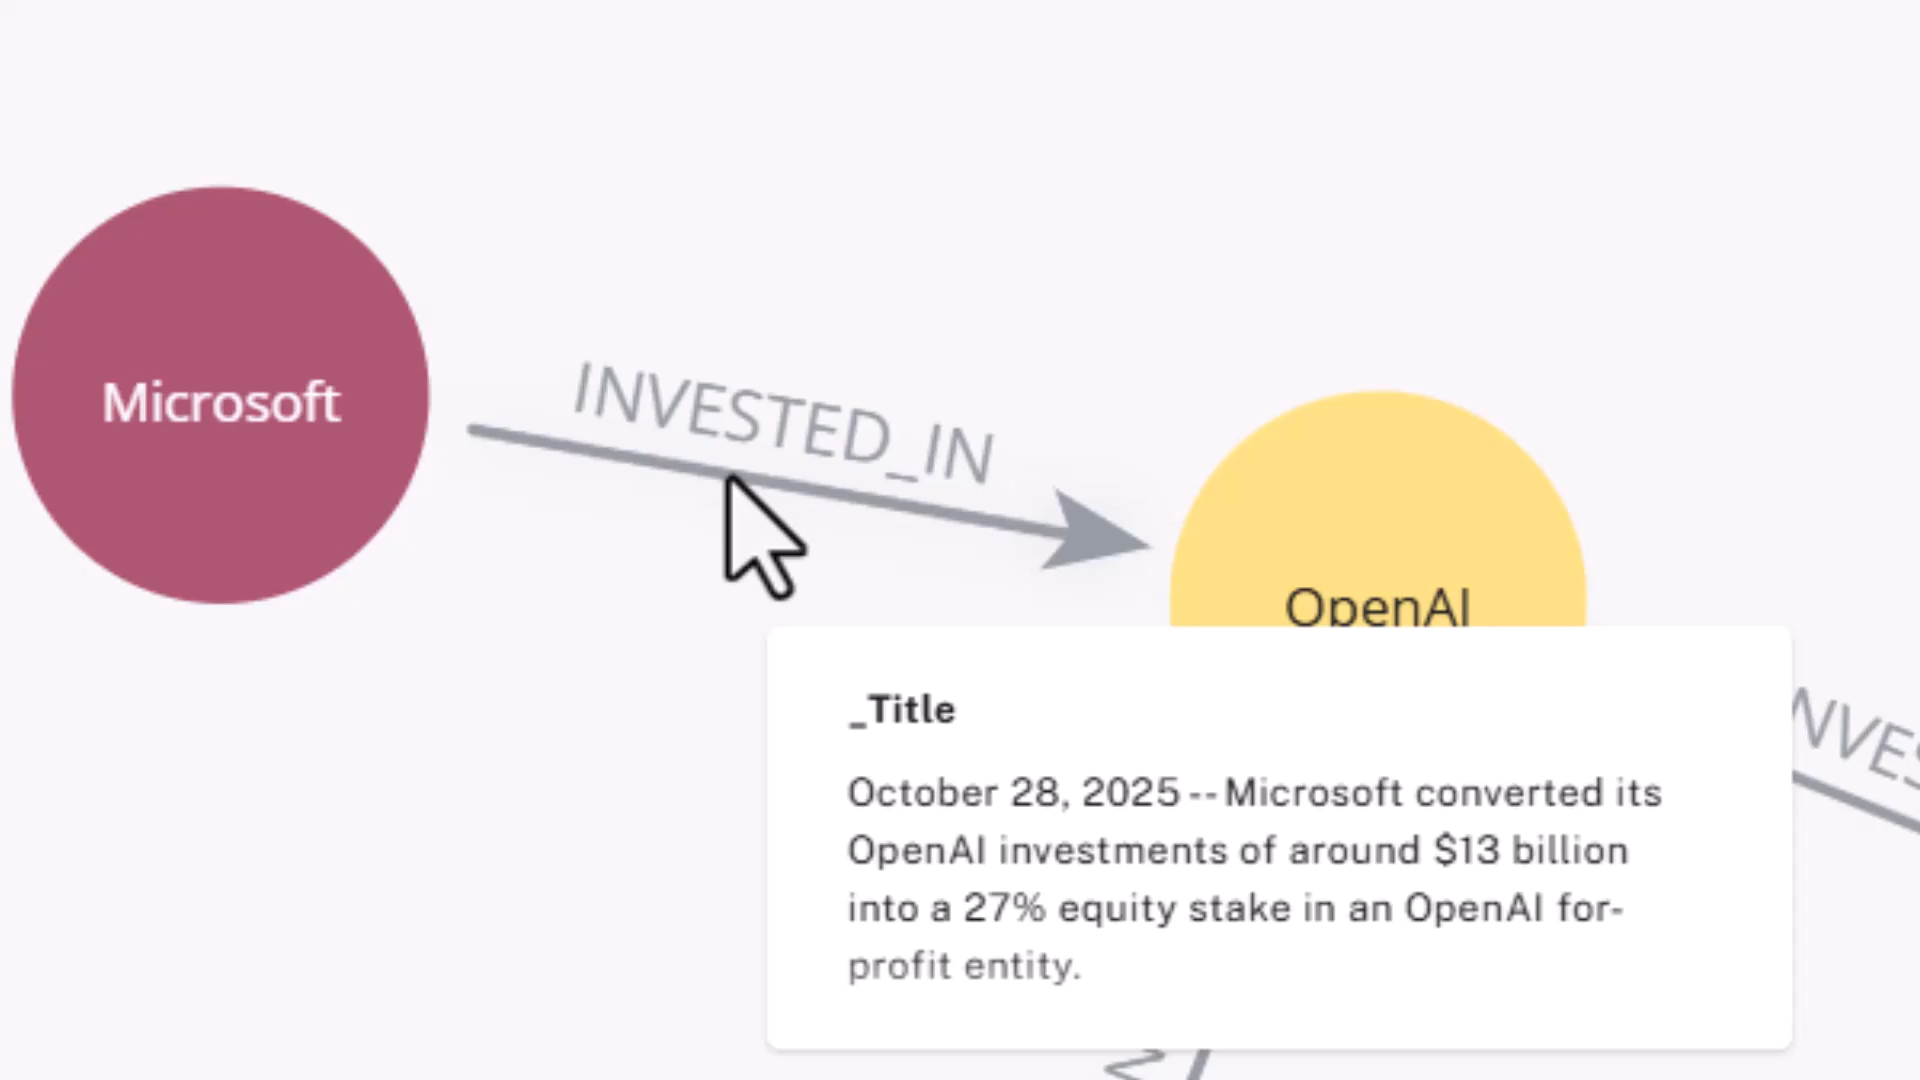 Microsoft
INVESTED_IN
OpenAI
_Title
October 28, 2025 -- Microsoft converted its
OpenAI investments of around $13 billion
into a 27% equity stake in an OpenAI for-
profit entity.